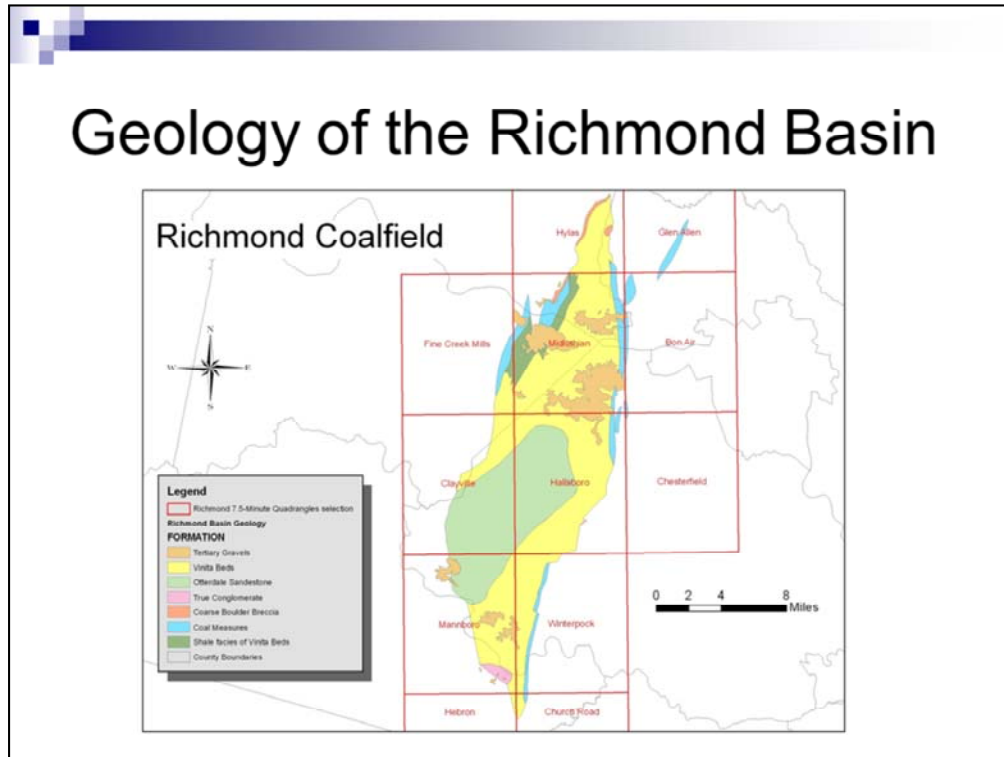 Geology of the Richmond Basin
Richmond Coalfield
Hylas
Glen Allen
Fine Creek Mills
Midlothian
Bon Air
N
W
E
S
Clayville
Hallsboro
Chesterfield
Legend
Richmond 7.5-Minute Quadrangles selection
Richmond Basin Geology
FORMATION
Tertiary Gravels
Vinita Beds
Otterdale Sandestone
True Conglomerate
Coarse Boulder Breccia
Coal Measures
Shale facies of Vinita Beds
County Boundaries
0 2 4 8
Miles
Mannboro
Winterpock
Hebron
Church Road